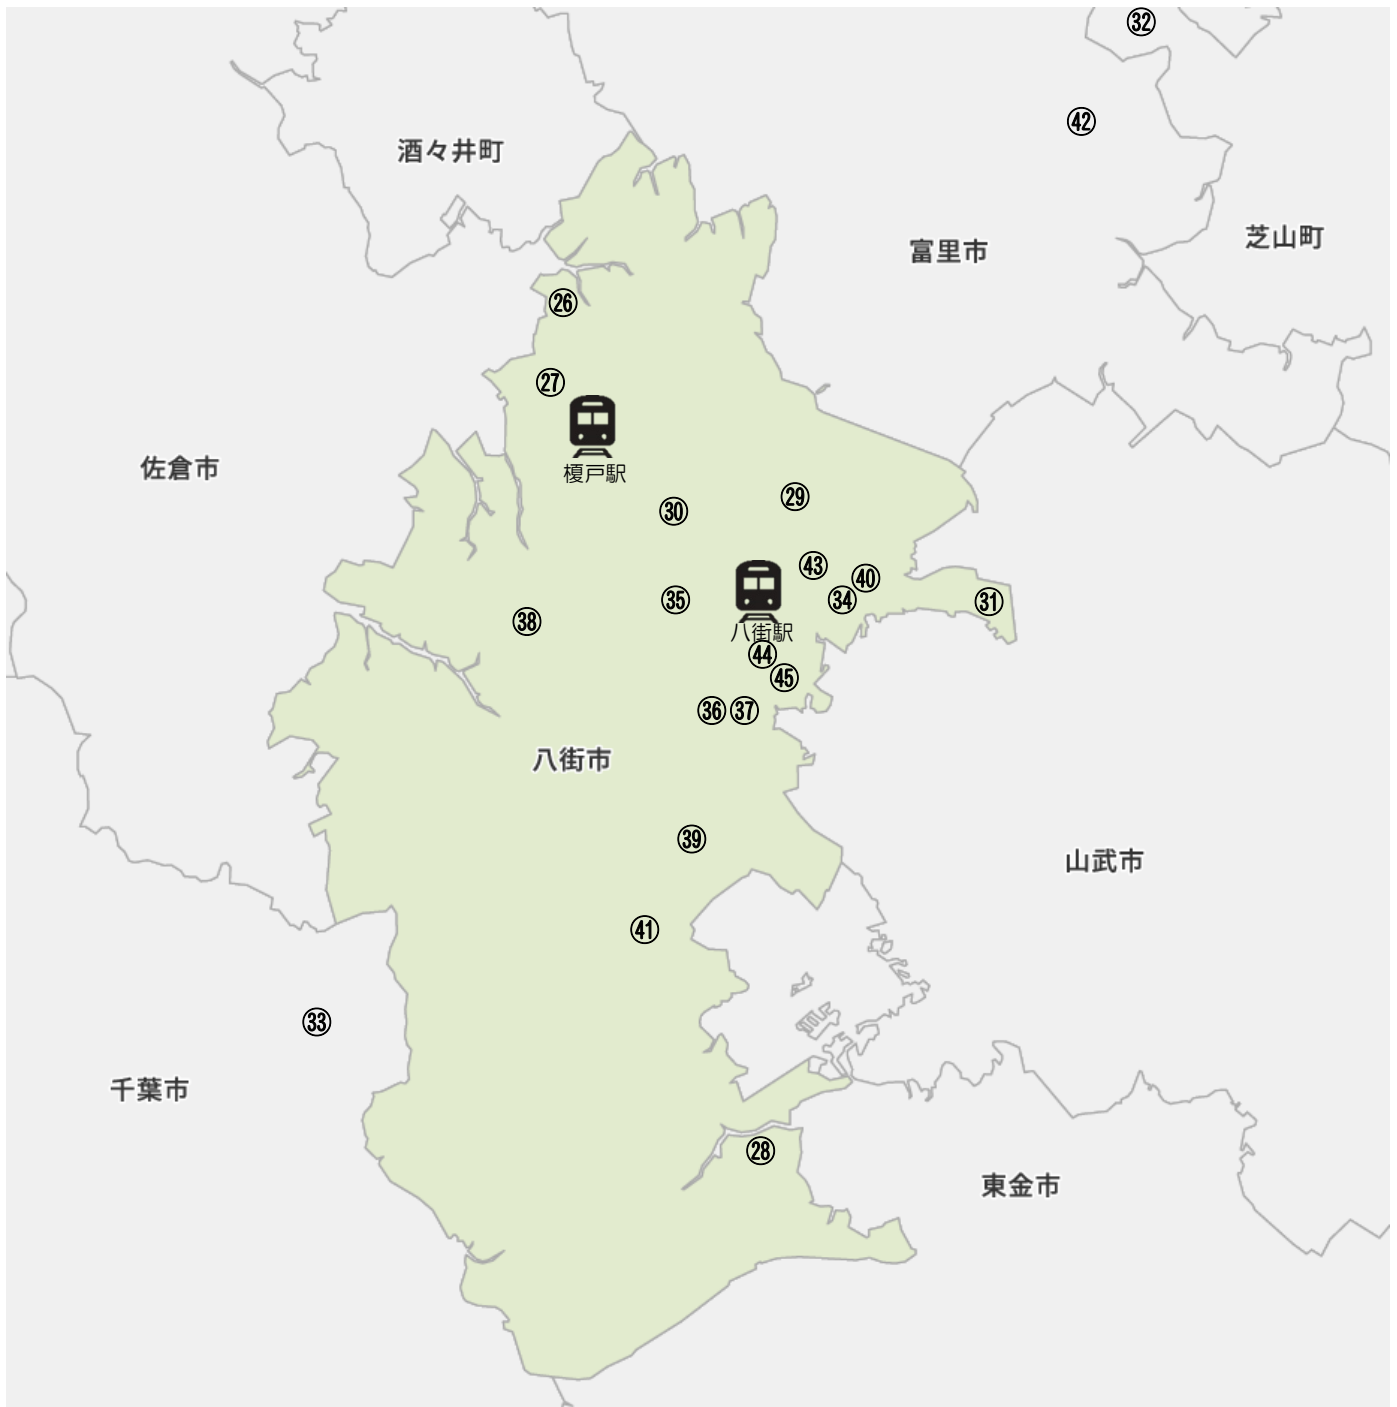 ㉜
㊷
酒々井町
芝山町
富里市
㉖
㉗
佐倉市
榎戸駅
㉙
㉚
㊸
㊵
㉟
㉞
㉛
㊳
八街駅
㊹
㊺
㊱ ㊲
八街市
㊴
山武市
㊶
㉝
千葉市
㉘
東金市